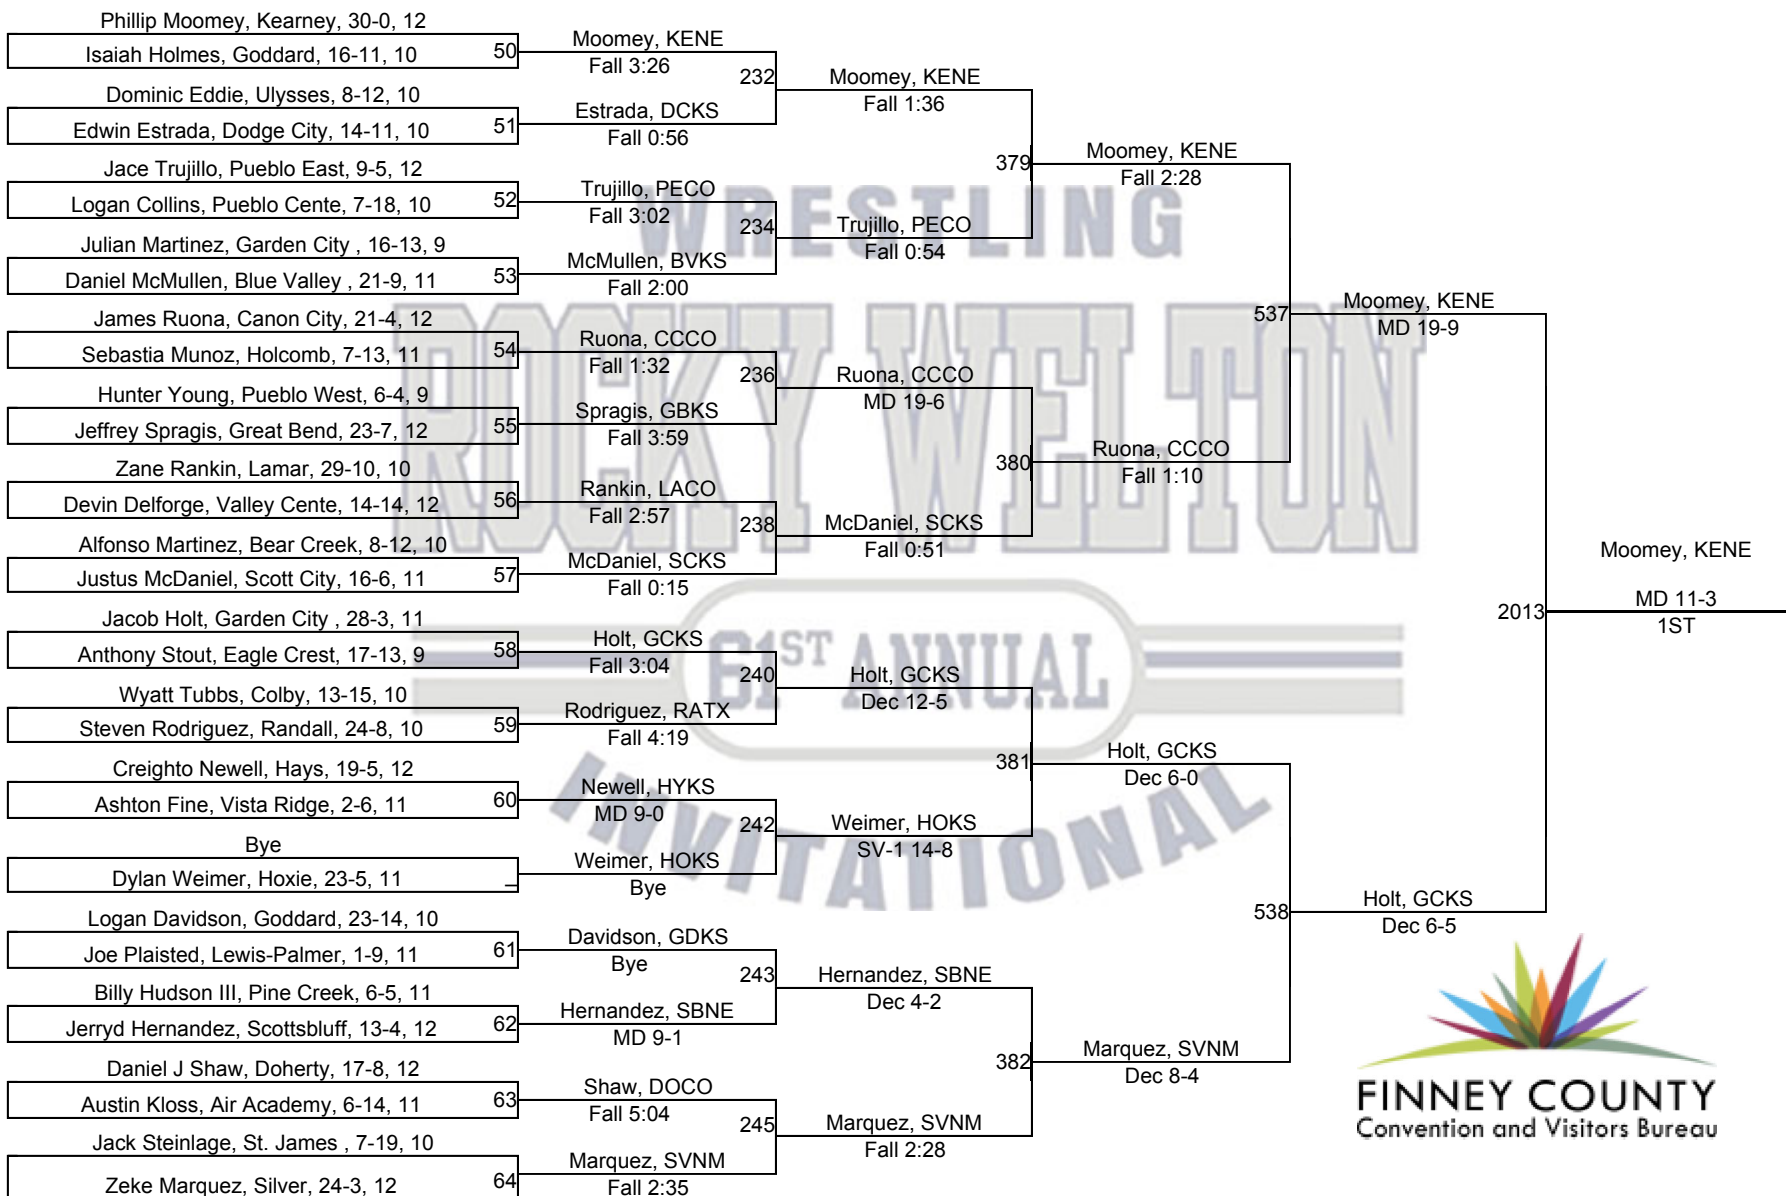 Phillip Moomey, Kearney, 30-0, 12
Isaiah Holmes, Goddard, 16-11, 10
50
Dominic Eddie, Ulysses, 8-12, 10
Edwin Estrada, Dodge City, 14-11, 10
51
Jace Trujillo, Pueblo East, 9-5, 12
Logan Collins, Pueblo Cente, 7-18, 10
52
Julian Martinez, Garden City , 16-13, 9
Daniel McMullen, Blue Valley , 21-9, 11
53
James Ruona, Canon City, 21-4, 12
Sebastia Munoz, Holcomb, 7-13, 11
54
Hunter Young, Pueblo West, 6-4, 9
Jeffrey Spragis, Great Bend, 23-7, 12
55
Zane Rankin, Lamar, 29-10, 10
Devin Delforge, Valley Cente, 14-14, 12
56
Alfonso Martinez, Bear Creek, 8-12, 10
Justus McDaniel, Scott City, 16-6, 11
57
Jacob Holt, Garden City , 28-3, 11
Anthony Stout, Eagle Crest, 17-13, 9
58
Wyatt Tubbs, Colby, 13-15, 10
Steven Rodriguez, Randall, 24-8, 10
59
Creighto Newell, Hays, 19-5, 12
Ashton Fine, Vista Ridge, 2-6, 11
60
Bye
Dylan Weimer, Hoxie, 23-5, 11
_
Logan Davidson, Goddard, 23-14, 10
Joe Plaisted, Lewis-Palmer, 1-9, 11
61
Billy Hudson III, Pine Creek, 6-5, 11
Jerryd Hernandez, Scottsbluff, 13-4, 12
62
Daniel J Shaw, Doherty, 17-8, 12
Austin Kloss, Air Academy, 6-14, 11
63
Jack Steinlage, St. James , 7-19, 10
Zeke Marquez, Silver, 24-3, 12
64
Moomey, KENE
Fall 3:26
232
Estrada, DCKS
Fall 0:56
Trujillo, PECO
Fall 3:02
234
McMullen, BVKS
Fall 2:00
Ruona, CCCO
Fall 1:32
236
Spragis, GBKS
Fall 3:59
Rankin, LACO
Fall 2:57
238
McDaniel, SCKS
Fall 0:15
Holt, GCKS
Fall 3:04
240
Rodriguez, RATX
Fall 4:19
Newell, HYKS
MD 9-0
242
Weimer, HOKS
Bye
Davidson, GDKS
Bye
243
Hernandez, SBNE
MD 9-1
Shaw, DOCO
Fall 5:04
245
Marquez, SVNM
Fall 2:35
Moomey, KENE
Fall 1:36
379
Trujillo, PECO
Fall 0:54
Ruona, CCCO
MD 19-6
380
McDaniel, SCKS
Fall 0:51
Holt, GCKS
Dec 12-5
381
Weimer, HOKS
SV-1 14-8
Hernandez, SBNE
Dec 4-2
382
Marquez, SVNM
Fall 2:28
Moomey, KENE
Fall 2:28
537
Ruona, CCCO
Fall 1:10
Holt, GCKS
Dec 6-0
538
Marquez, SVNM
Dec 8-4
Moomey, KENE
MD 19-9
2013
Holt, GCKS
Dec 6-5
Moomey, KENE
MD 11-3
1ST
WRESTLING
ROCKY WELTON
61ST ANNUAL
INVITATIONAL
FINNEY COUNTY
Convention and Visitors Bureau